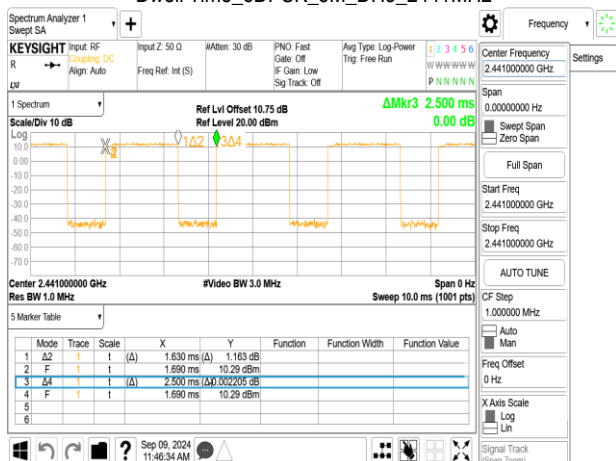 Spectrum Analyzer 1
Swept SA
Frequency
KEYSIGHT
R
Input: RF
Coupling: DC
Align: Auto
Input Z: 50 Ω
Freq Ref: Int (S)
#Atten: 30 dB
PNO: Fast
Gate: Off
IF Gain: Low
Sig Track: Off
Avg Type: Log-Power
Trig: Free Run
1 2 3 4 5 6
W W W W W W
P N N N N N
Settings
Center Frequency
2.441000000 GHz
Span
0.00000000 Hz
Swept Span
Zero Span
Full Span
Start Freq
2.441000000 GHz
Stop Freq
2.441000000 GHz
AUTO TUNE
CF Step
1.000000 MHz
Auto
Man
Freq Offset
0 Hz
X Axis Scale
Log
Lin
Signal Track
1 Spectrum
Scale/Div 10 dB
Ref Lvl Offset 10.75 dB
Ref Level 20.00 dBm
ΔMkr3 2.500 ms
0.00 dB
Log
10.0
0.00
-10.0
-20.0
-30.0
-40.0
-50.0
-60.0
-70.0
1Δ2
3Δ4
Center 2.441000000 GHz
Res BW 1.0 MHz
#Video BW 3.0 MHz
Span 0 Hz
Sweep 10.0 ms (1001 pts)
5 Marker Table
Mode Trace Scale X Y Function Function Width Function Value
1 Δ2 1 t (Δ) 1.630 ms (Δ) 1.163 dB
2 F 1 t 1.690 ms 10.29 dBm
3 Δ4 1 t (Δ) 2.500 ms (Δ) 0.002205 dB
4 F 1 t 1.690 ms 10.29 dBm
5
6
Sep 09, 2024
11:46:34 AM